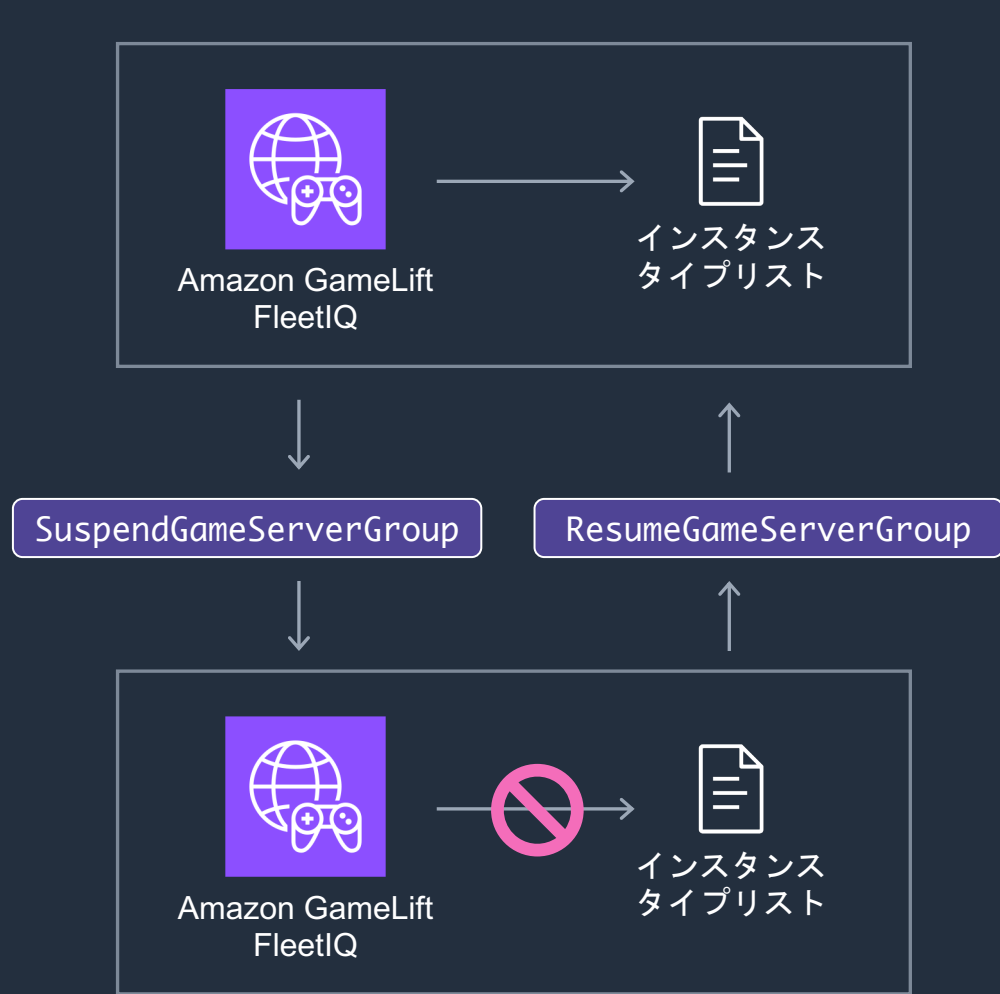 Amazon GameLift
FleetIQ
インスタンス
タイプリスト
SuspendGameServerGroup
ResumeGameServerGroup
Amazon GameLift
FleetIQ
インスタンス
タイプリスト